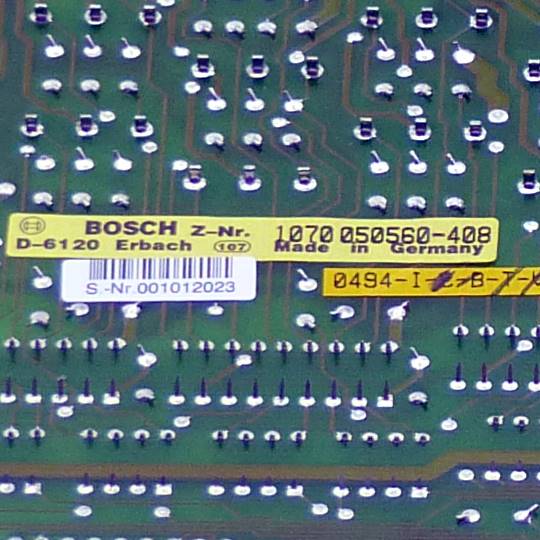 BOSCH Z-Nr. 1070 050560-408
D-6120 Erbach 107 Made in Germany
S.-Nr.001012023
0494-I